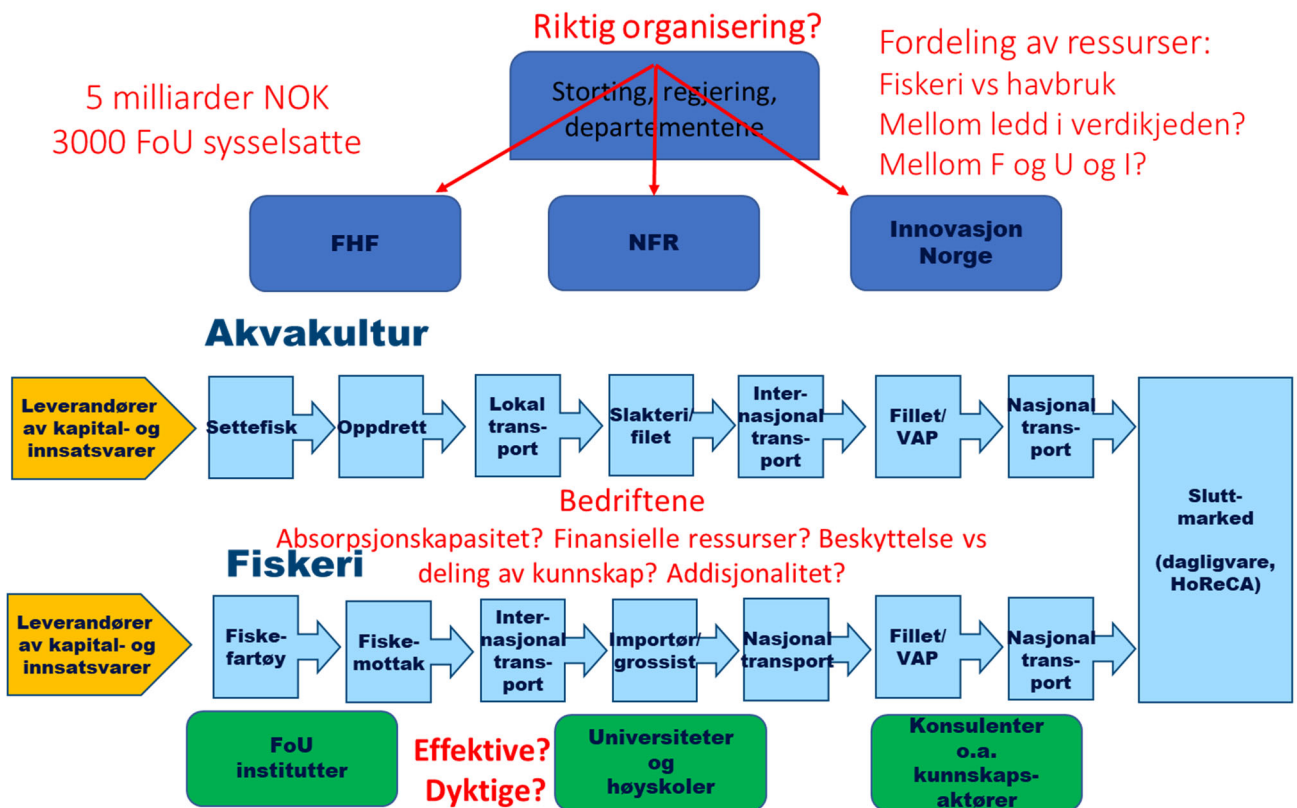 Riktig organisering?
5 milliarder NOK
3000 FoU sysselsatte
Storting, regjering,
departementene
Fordeling av ressurser:
Fiskeri vs havbruk
Mellom ledd i verdikjeden?
Mellom F og U og I?
FHF
NFR
Innovasjon
Norge
Akvakultur
Leverandører
av kapital- og
innsatsvarer
Settefisk
Oppdrett
Lokal
trans-
port
Slakteri/
filet
Inter-
nasjonal
trans-
port
Fillet/
VAP
Nasjonal
trans-
port
Slutt-
marked
(dagligvare,
HoReCA)
Bedriftene
Absorpsjonskapasitet? Finansielle ressurser? Beskyttelse vs
deling av kunnskap? Addisjonalitet?
Fiskeri
Leverandører
av kapital- og
innsatsvarer
Fiske-
fartøy
Fiske-
mottak
Inter-
nasjonal
trans-
port
Importør/
grossist
Nasjonal
transport
Fillet/
VAP
Nasjonal
trans-
port
FoU
institutter
Effektive?
Dyktige?
Universiteter
og
høyskoler
Konsulenter
o.a.
kunnskaps-
aktører